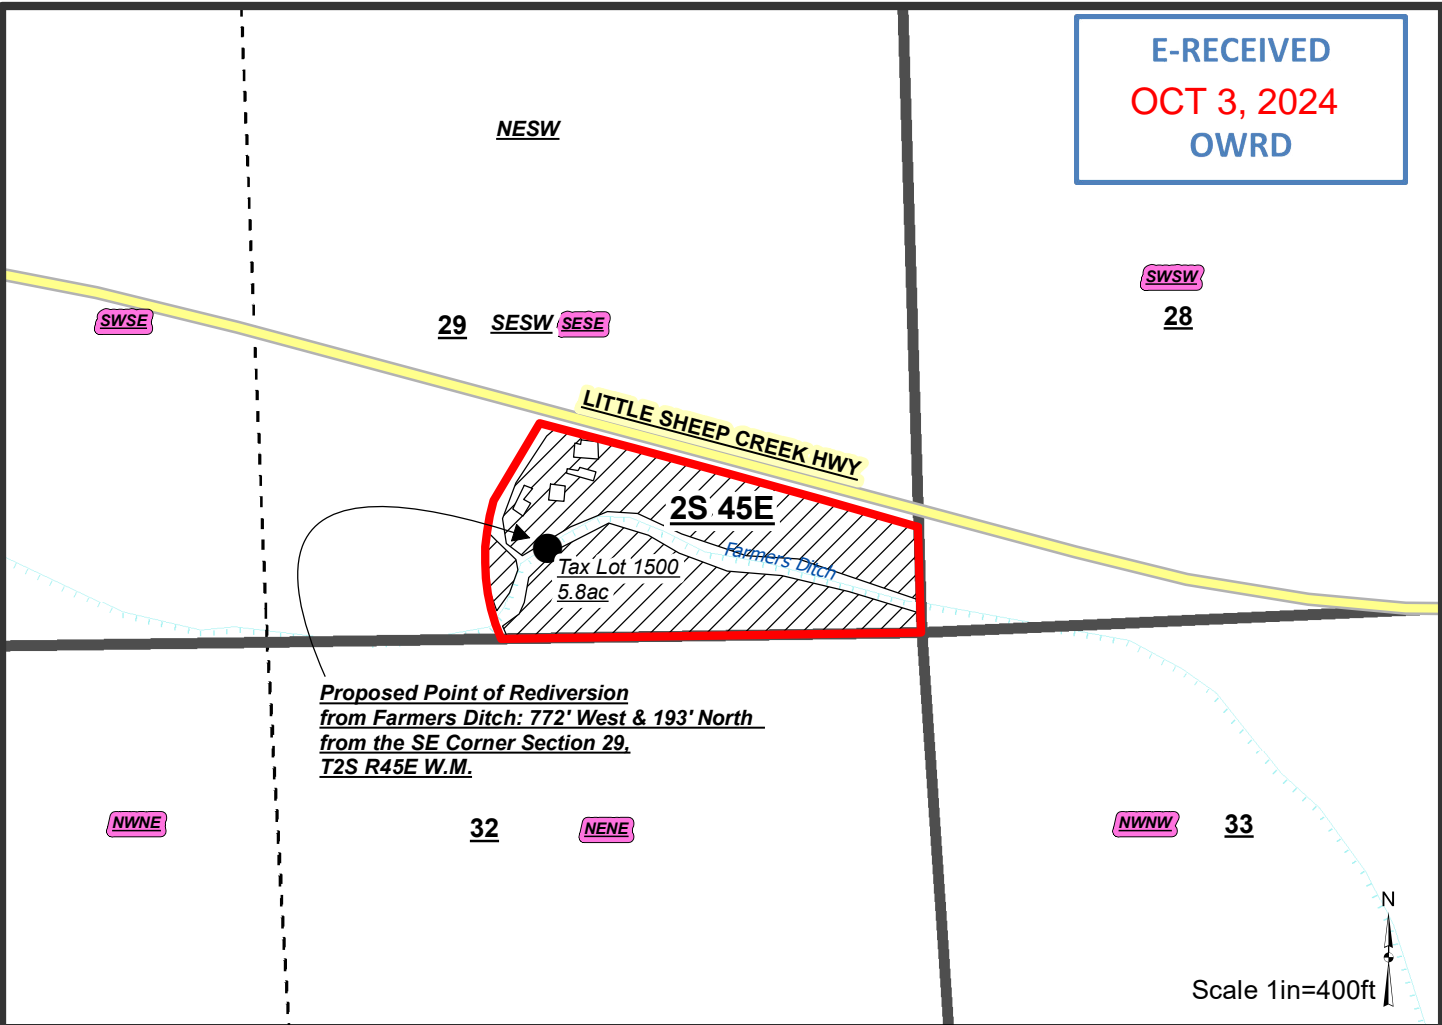 E-RECEIVED
OCT 3, 2024
OWRD
NESW
SWSW
28
SWSE
29 SESW SESE
LITTLE SHEEP CREEK HWY
2S 45E
Farmers Ditch
Tax Lot 1500
5.8ac
Proposed Point of Rediversion
from Farmers Ditch: 772' West & 193' North
from the SE Corner Section 29,
T2S R45E W.M.
NWNE
32
NENE
NWNW
33
N
Scale 1in=400ft